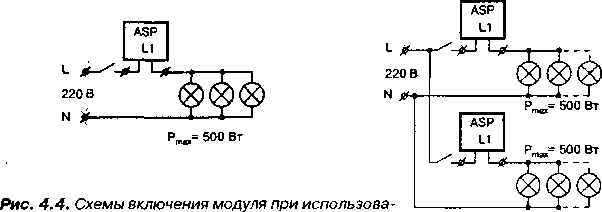 ASP
L1
L
220 В
N
Pmax= 500 Вт
ASP
L1
L
220 В
N
Pmax= 500 Вт
ASP
L1
Pmax= 500 Вт
Рис. 4.4. Схемы включения модуля при использова-